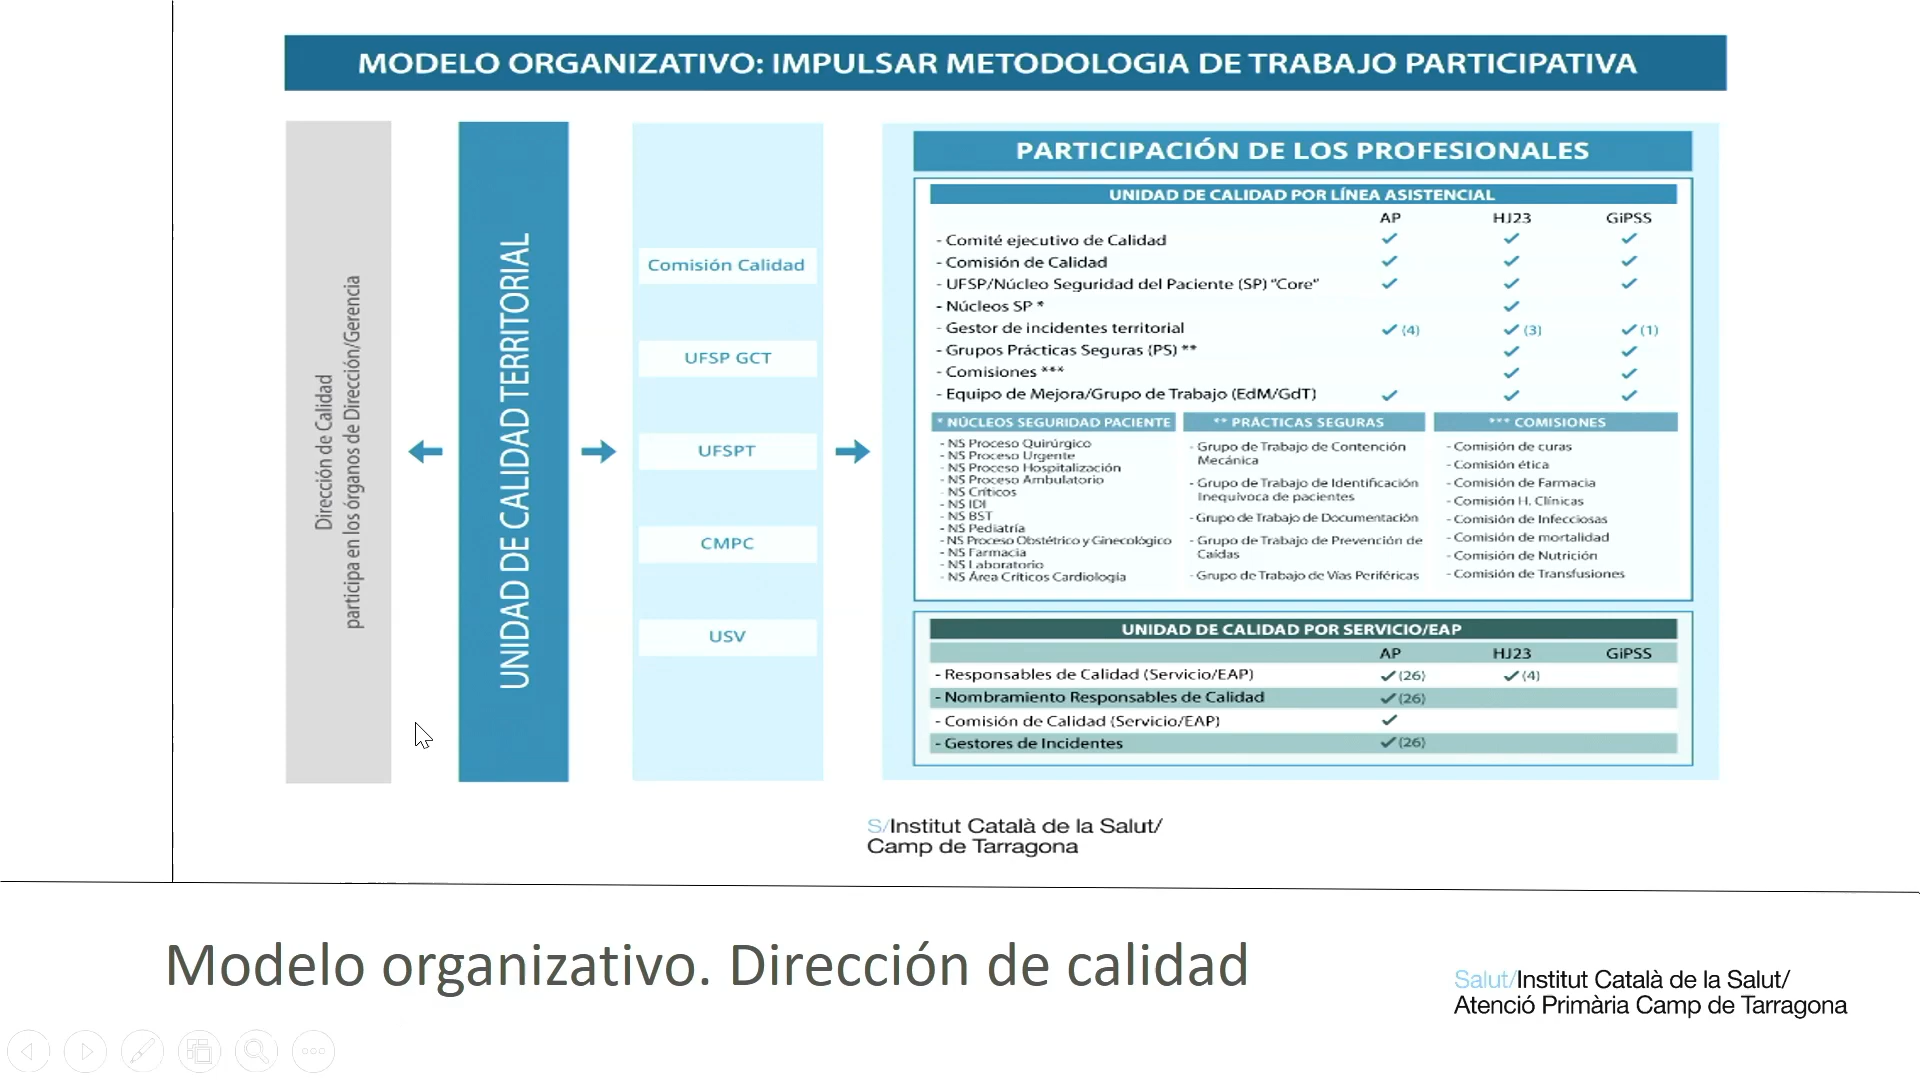 MODELO ORGANIZATIVO: IMPULSAR METODOLOGIA DE TRABAJO PARTICIPATIVA
Dirección de Calidad
participa en los órganos de Dirección/Gerencia
UNIDAD DE CALIDAD TERRITORIAL
Comisión Calidad
UFSP GCT
UFSPT
CMPC
USV
PARTICIPACIÓN DE LOS PROFESIONALES
UNIDAD DE CALIDAD POR LÍNEA ASISTENCIAL
AP HJ23 GiPSS
- Comité ejecutivo de Calidad ✓ ✓ ✓
- Comisión de Calidad ✓ ✓ ✓
- UFSP/Núcleo Seguridad del Paciente (SP) "Core" ✓ ✓ ✓
- Núcleos SP * ✓
- Gestor de incidentes territorial ✓ (4) ✓ (3) ✓ (1)
- Grupos Prácticas Seguras (PS) ** ✓ ✓
- Comisiones *** ✓ ✓
- Equipo de Mejora/Grupo de Trabajo (EdM/GdT) ✓ ✓ ✓
* NÚCLEOS SEGURIDAD PACIENTE
- NS Proceso Quirúrgico
- NS Proceso Urgente
- NS Proceso Hospitalización
- NS Proceso Ambulatorio
- NS Críticos
- NS IDI
- NS BST
- NS Pediatría
- NS Proceso Obstétrico y Ginecológico
- NS Farmacia
- NS Laboratorio
- NS Área Críticos Cardiología
** PRÁCTICAS SEGURAS
- Grupo de Trabajo de Contención
Mecánica
- Grupo de Trabajo de Identificación
Inequívoca de pacientes
- Grupo de Trabajo de Documentación
- Grupo de Trabajo de Prevención de
Caídas
- Grupo de Trabajo de Vías Periféricas
*** COMISIONES
- Comisión de curas
- Comisión ética
- Comisión de Farmacia
- Comisión H. Clínicas
- Comisión de Infecciosas
- Comisión de mortalidad
- Comisión de Nutrición
- Comisión de Transfusiones
UNIDAD DE CALIDAD POR SERVICIO/EAP
AP HJ23 GiPSS
- Responsables de Calidad (Servicio/EAP) ✓ (26) ✓ (4)
- Nombramiento Responsables de Calidad ✓ (26)
- Comisión de Calidad (Servicio/EAP) ✓
- Gestores de Incidentes ✓ (26)
S/Institut Català de la Salut/
Camp de Tarragona
Modelo organizativo. Dirección de calidad
Salut/Institut Català de la Salut/
Atenció Primària Camp de Tarragona